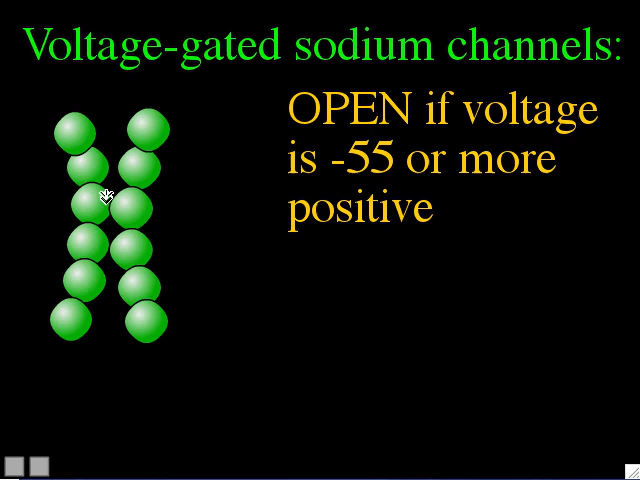 Voltage-gated sodium channels:
OPEN if voltage
is -55 or more
positive